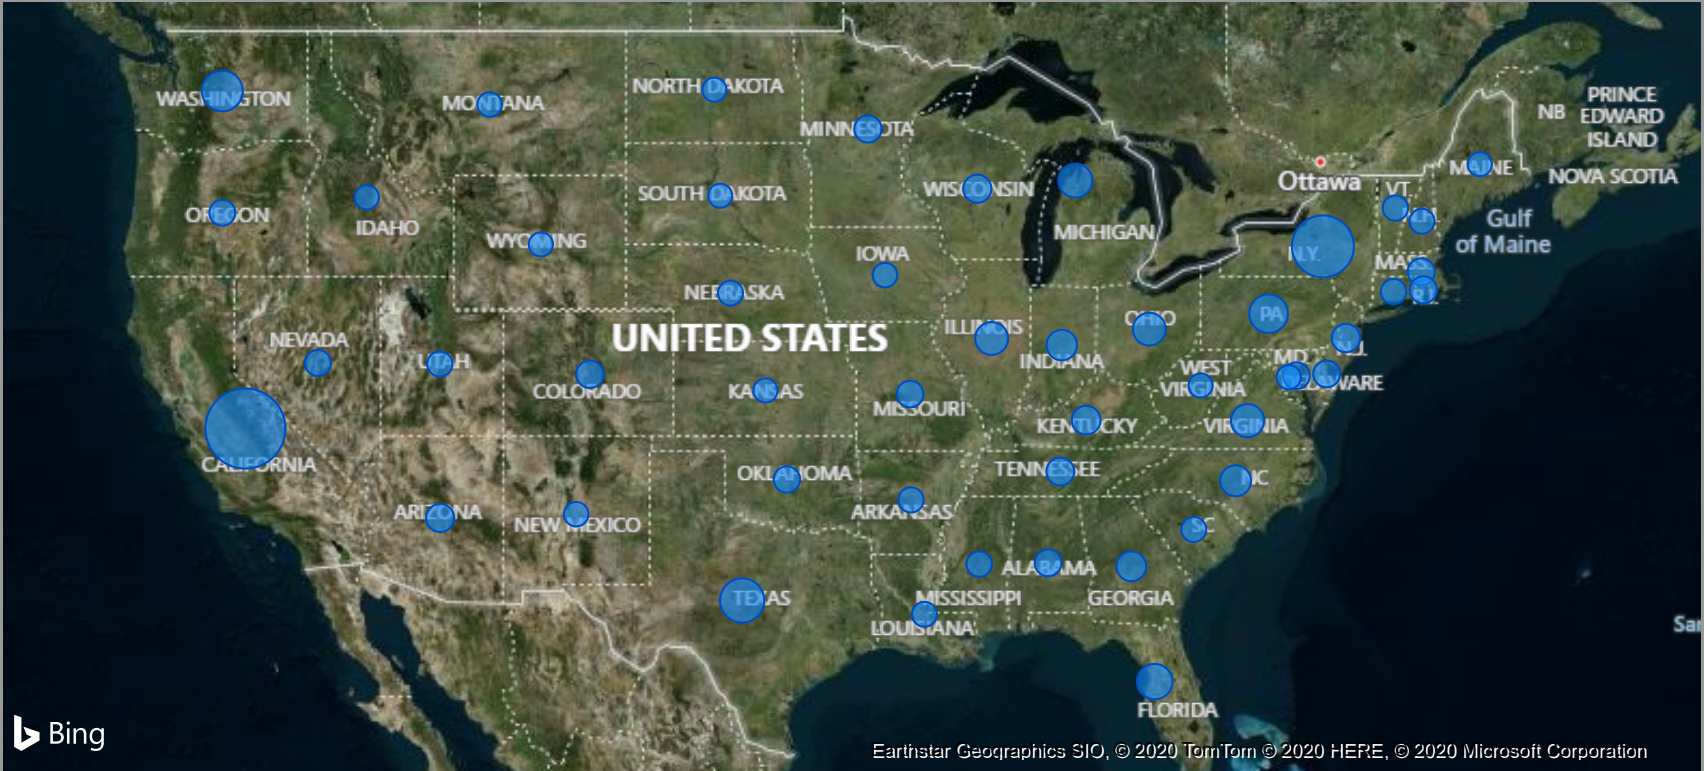 WASHINGTON
MONTANA
NORTH DAKOTA
MINNESOTA
PRINCE
EDWARD
ISLAND
NB
NOVA SCOTIA
MAINE
Ottawa
VT.
N.H.
Gulf
of Maine
OREGON
IDAHO
WYOMING
SOUTH DAKOTA
WISCONSIN
MICHIGAN
IOWA
N.Y.
MASS.
R.I.
NEBRASKA
NEVADA
UTAH
COLORADO
UNITED STATES
KANSAS
MISSOURI
ILLINOIS
INDIANA
OHIO
PA
N.J.
MD
WEST
VIRGINIA
KENTUCKY
VIRGINIA
CALIFORNIA
ARIZONA
NEW MEXICO
OKLAHOMA
ARKANSAS
TENNESSEE
NC
SC
TEXAS
MISSISSIPPI
ALABAMA
GEORGIA
LOUISIANA
FLORIDA
Bing
Earthstar Geographics SIO, © 2020 TomTom © 2020 HERE, © 2020 Microsoft Corporation